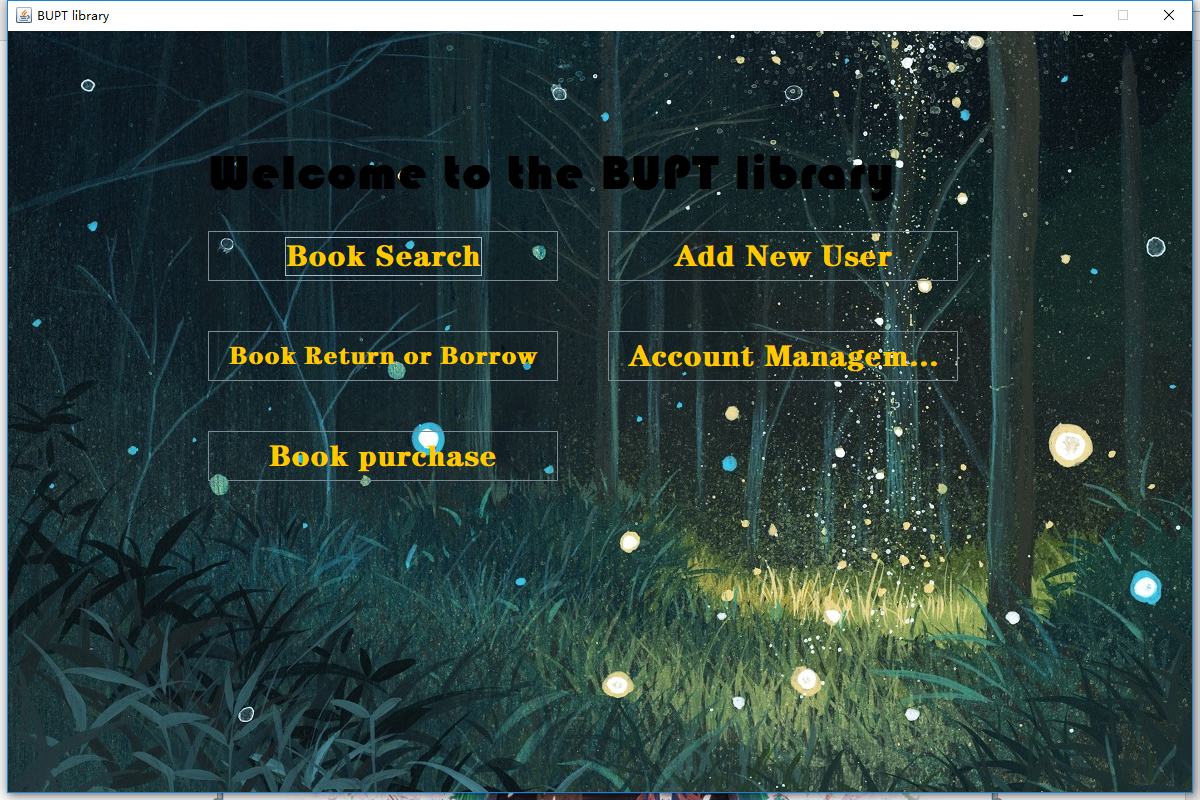 BUPT library
Welcome to the BUPT library
Book Search
Add New User
Book Return or Borrow
Account Managem...
Book purchase